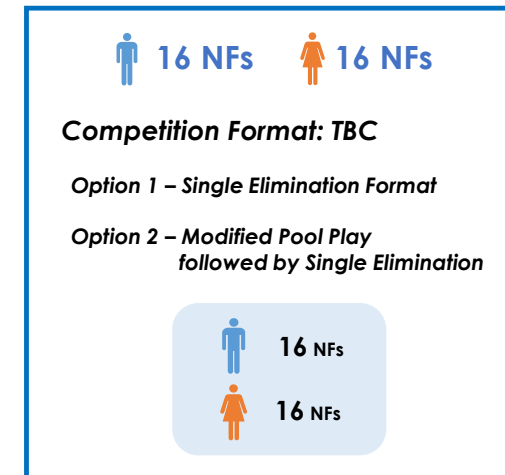 16 NFs 16 NFs
Competition Format: TBC
Option 1 – Single Elimination Format
Option 2 – Modified Pool Play
followed by Single Elimination
16 NFs
16 NFs